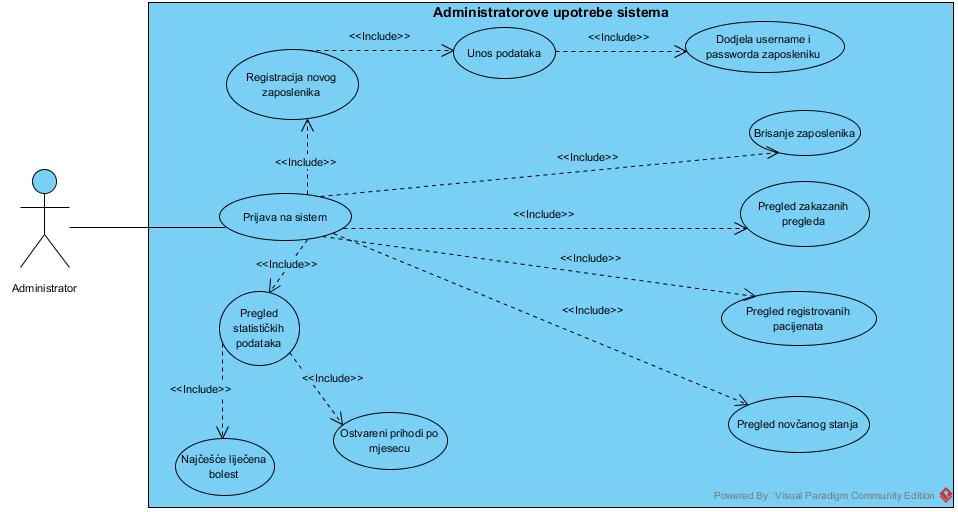 Administratorove upotrebe sistema
<<Include>>
<<Include>>
Dodjela username i
passworda zaposleniku
Unos podataka
Registracija novog
zaposlenika
<<Include>>
<<Include>>
Brisanje zaposlenika
Prijava na sistem
<<Include>>
Pregled zakazanih
pregleda
<<Include>>
<<Include>>
Administrator
Pregled
statističkih
podataka
<<Include>>
Pregled registrovanih
pacijenata
<<Include>>
<<Include>>
Pregled novčanog stanja
Ostvareni prihodi po
mjesecu
Najčešće liječena
bolest
Powered By Visual Paradigm Community Edition